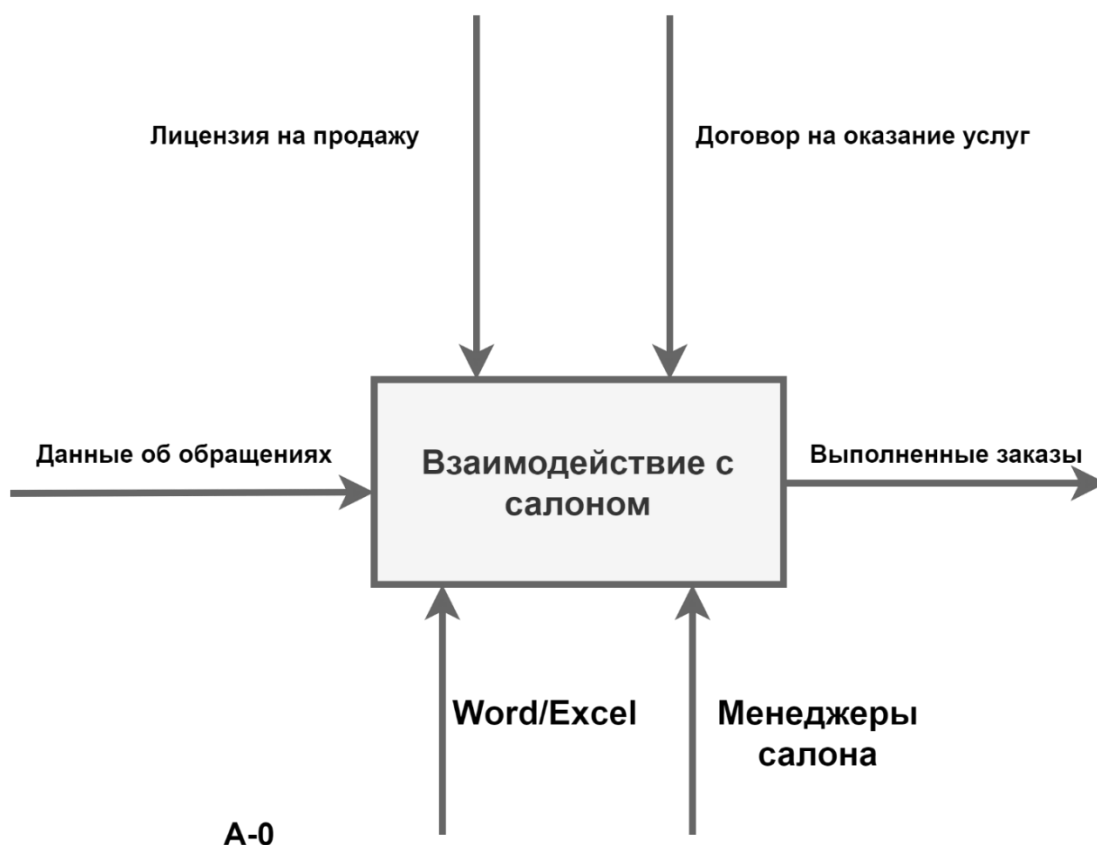 Лицензия на продажу
Договор на оказание услуг
Данные об обращениях
Взаимодействие с
салоном
Выполненные заказы
Word/Excel
Менеджеры
салона
A-0